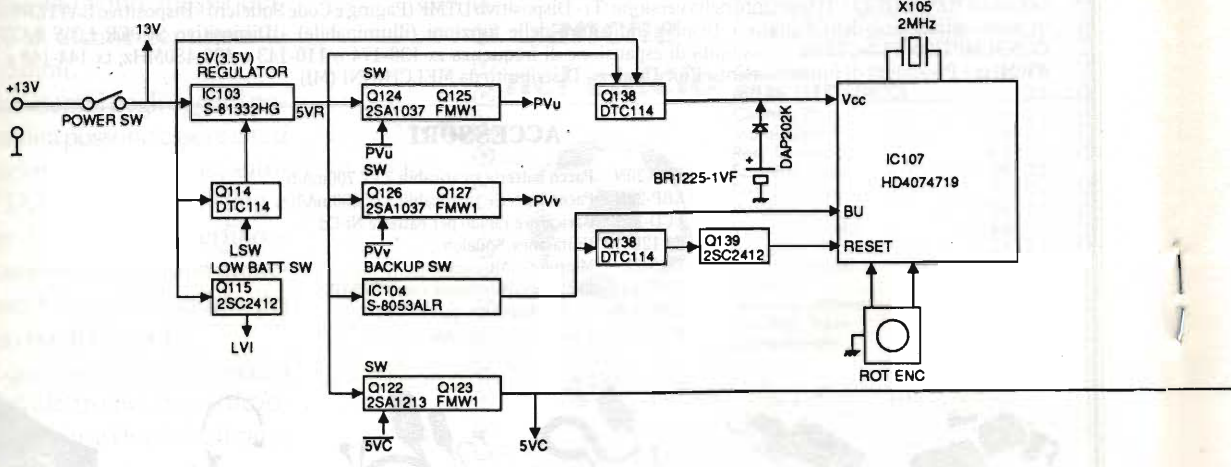 X105
2MHz
13V
+13V
POWER SW
5V(3.5V)
REGULATOR
IC103
S-81332HG
5VR
SW
Q124 Q125
2SA1037 FMW1
PVu
PVu
Q138
DTC114
Vcc
DAP202K
+
BR1225-1VF
IC107
HD4074719
ACCESSORI
Q114
DTC114
LSW
SW
Q126 Q127
2SA1037 FMW1
PVv
PVv
BU
RESET
Q138
DTC114
Q139
2SC2412
LOW BATT SW
Q115
2SC2412
LVI
BACKUP SW
IC104
S-8053ALR
ROT ENC
SW
Q122 Q123
2SA1213 FMW1
5VC
5VC